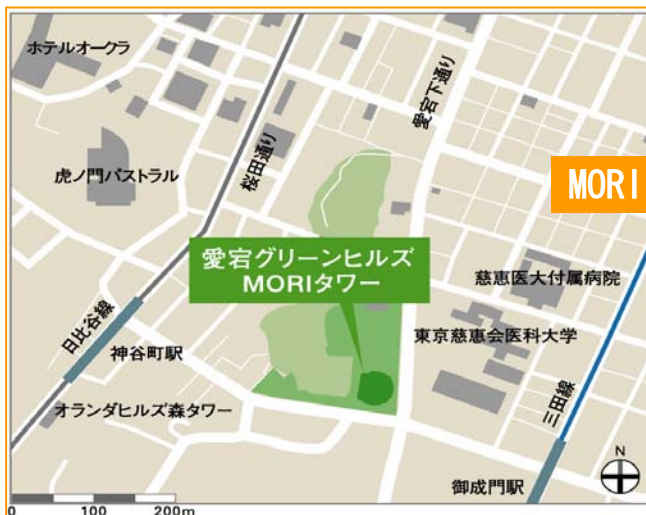 ホテルオークラ
愛宕下通り
桜田通り
虎ノ門パストラル
MORI
愛宕グリーンヒルズ
MORIタワー
慈恵医大付属病院
日比谷線
神谷町駅
東京慈恵会医科大学
オランダヒルズ森タワー
三田線
御成門駅
N
0 100 200m